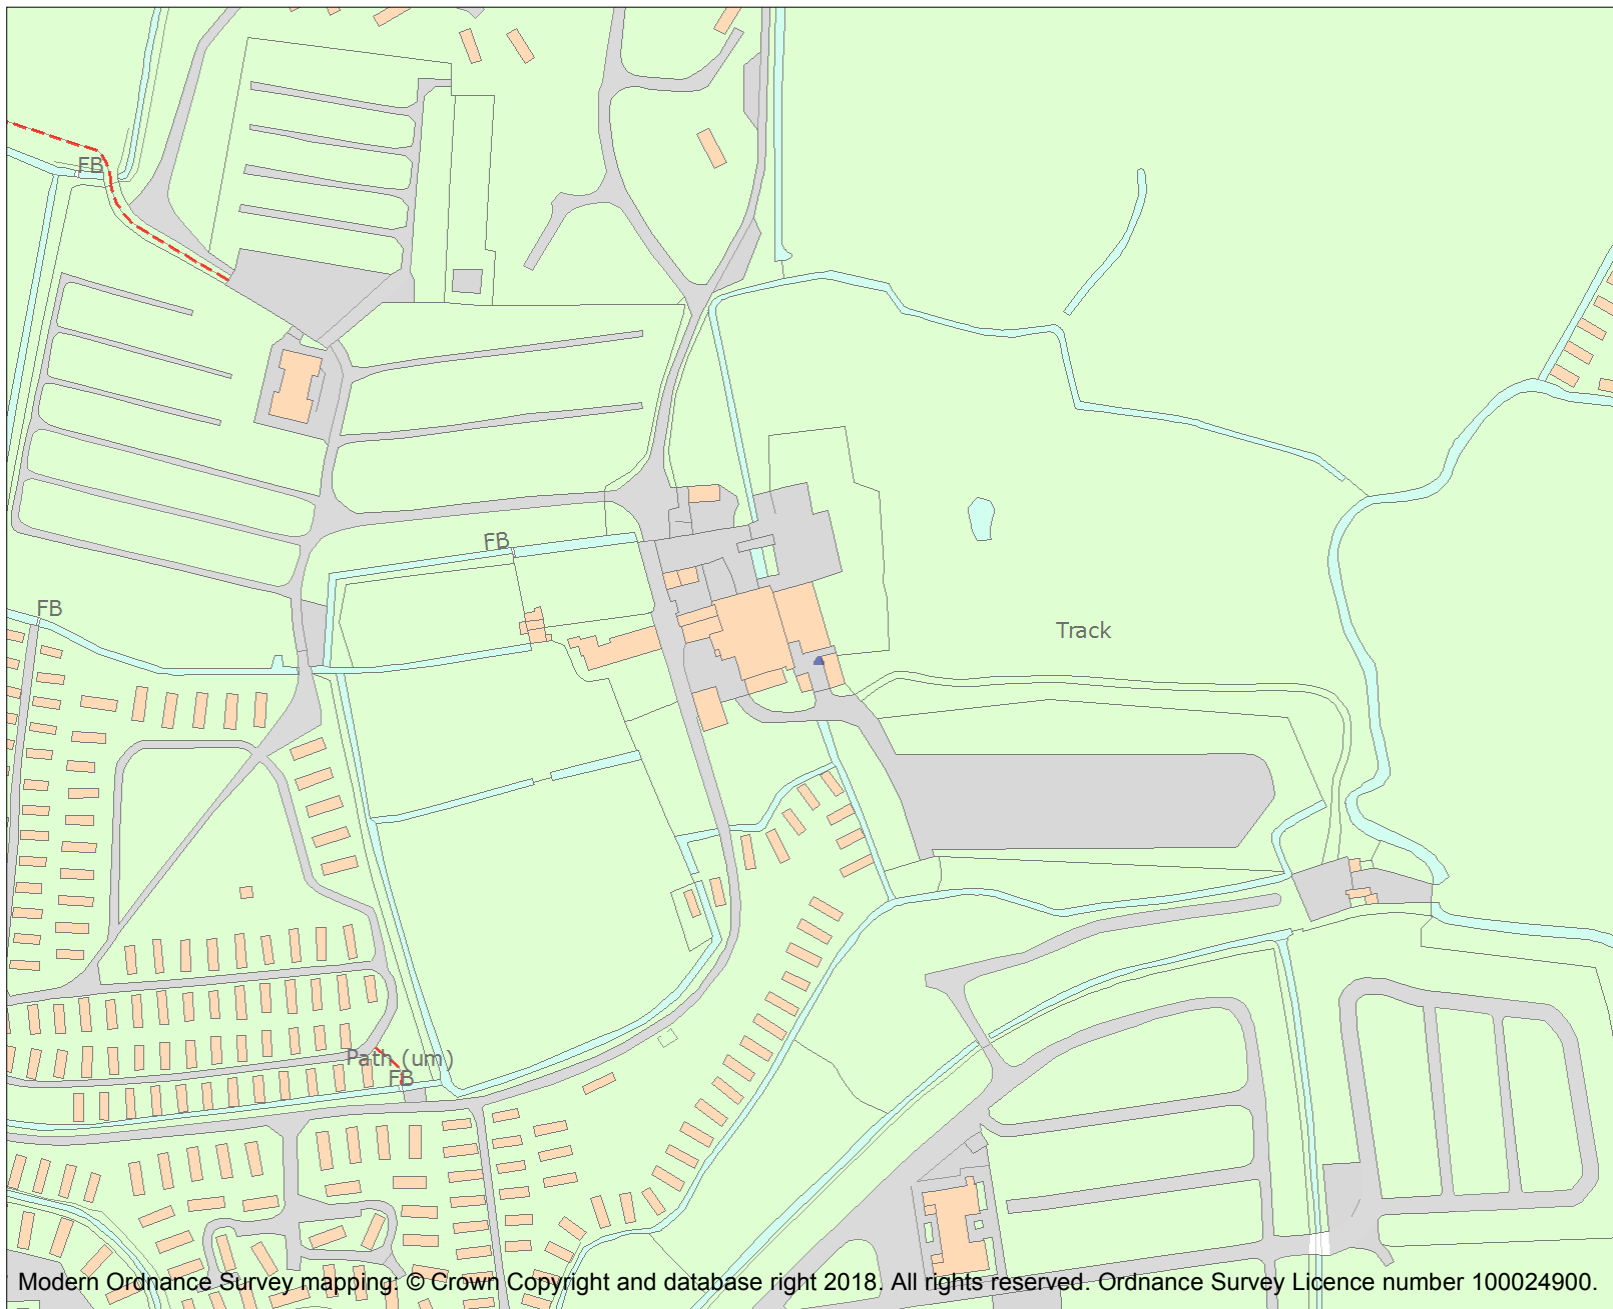 FB
FB
FB
Track
Path (um)
FB
Modern Ordnance Survey mapping: © Crown Copyright and database right 2018. All rights reserved. Ordnance Survey Licence number 100024900.